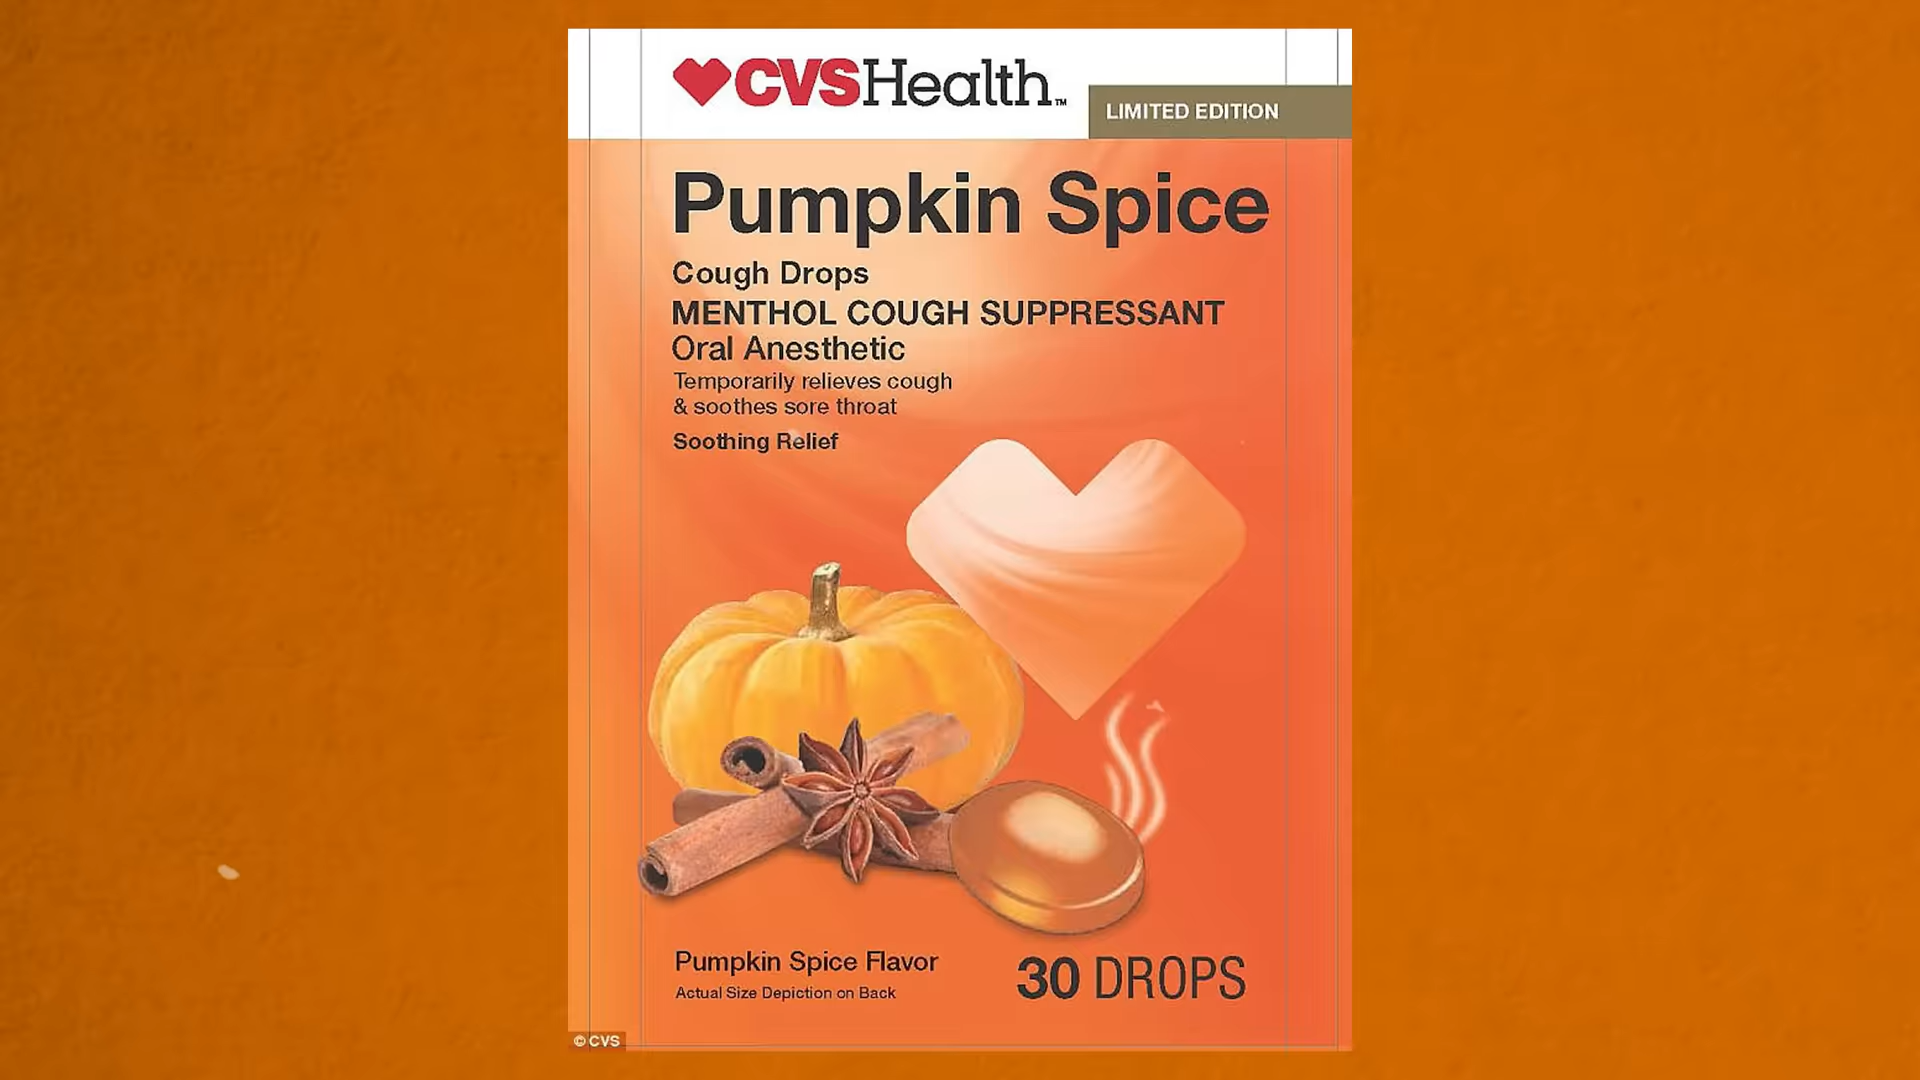 CVSHealth™
LIMITED EDITION
Pumpkin Spice
Cough Drops
MENTHOL COUGH SUPPRESSANT
Oral Anesthetic
Temporarily relieves cough
& soothes sore throat
Soothing Relief
Pumpkin Spice Flavor
Actual Size Depiction on Back
30 DROPS
© CVS